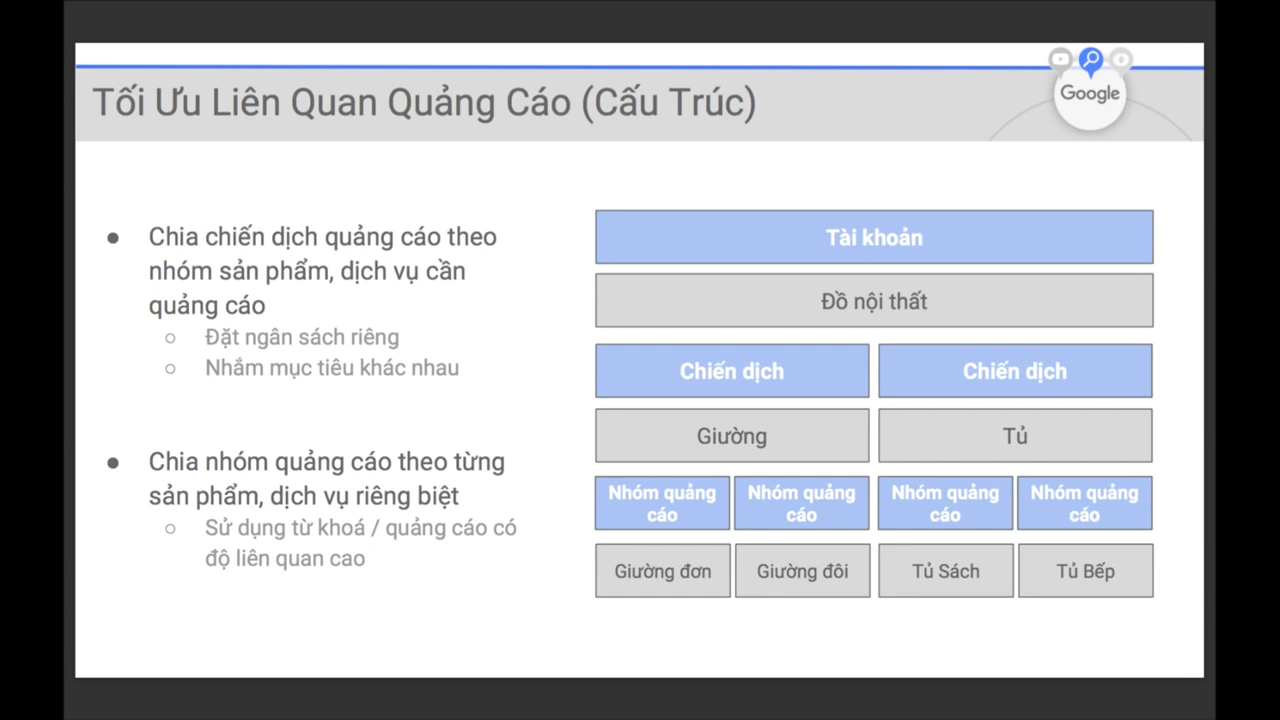 Tối Ưu Liên Quan Quảng Cáo (Cấu Trúc)
Google
● Chia chiến dịch quảng cáo theo
nhóm sản phẩm, dịch vụ cần
quảng cáo
○ Đặt ngân sách riêng
○ Nhắm mục tiêu khác nhau
● Chia nhóm quảng cáo theo từng
sản phẩm, dịch vụ riêng biệt
○ Sử dụng từ khoá / quảng cáo có
độ liên quan cao
Tài khoản
Đồ nội thất
Chiến dịch Chiến dịch
Giường Tủ
Nhóm quảng Nhóm quảng Nhóm quảng Nhóm quảng
cáo cáo cáo cáo
Giường đơn Giường đôi Tủ Sách Tủ Bếp